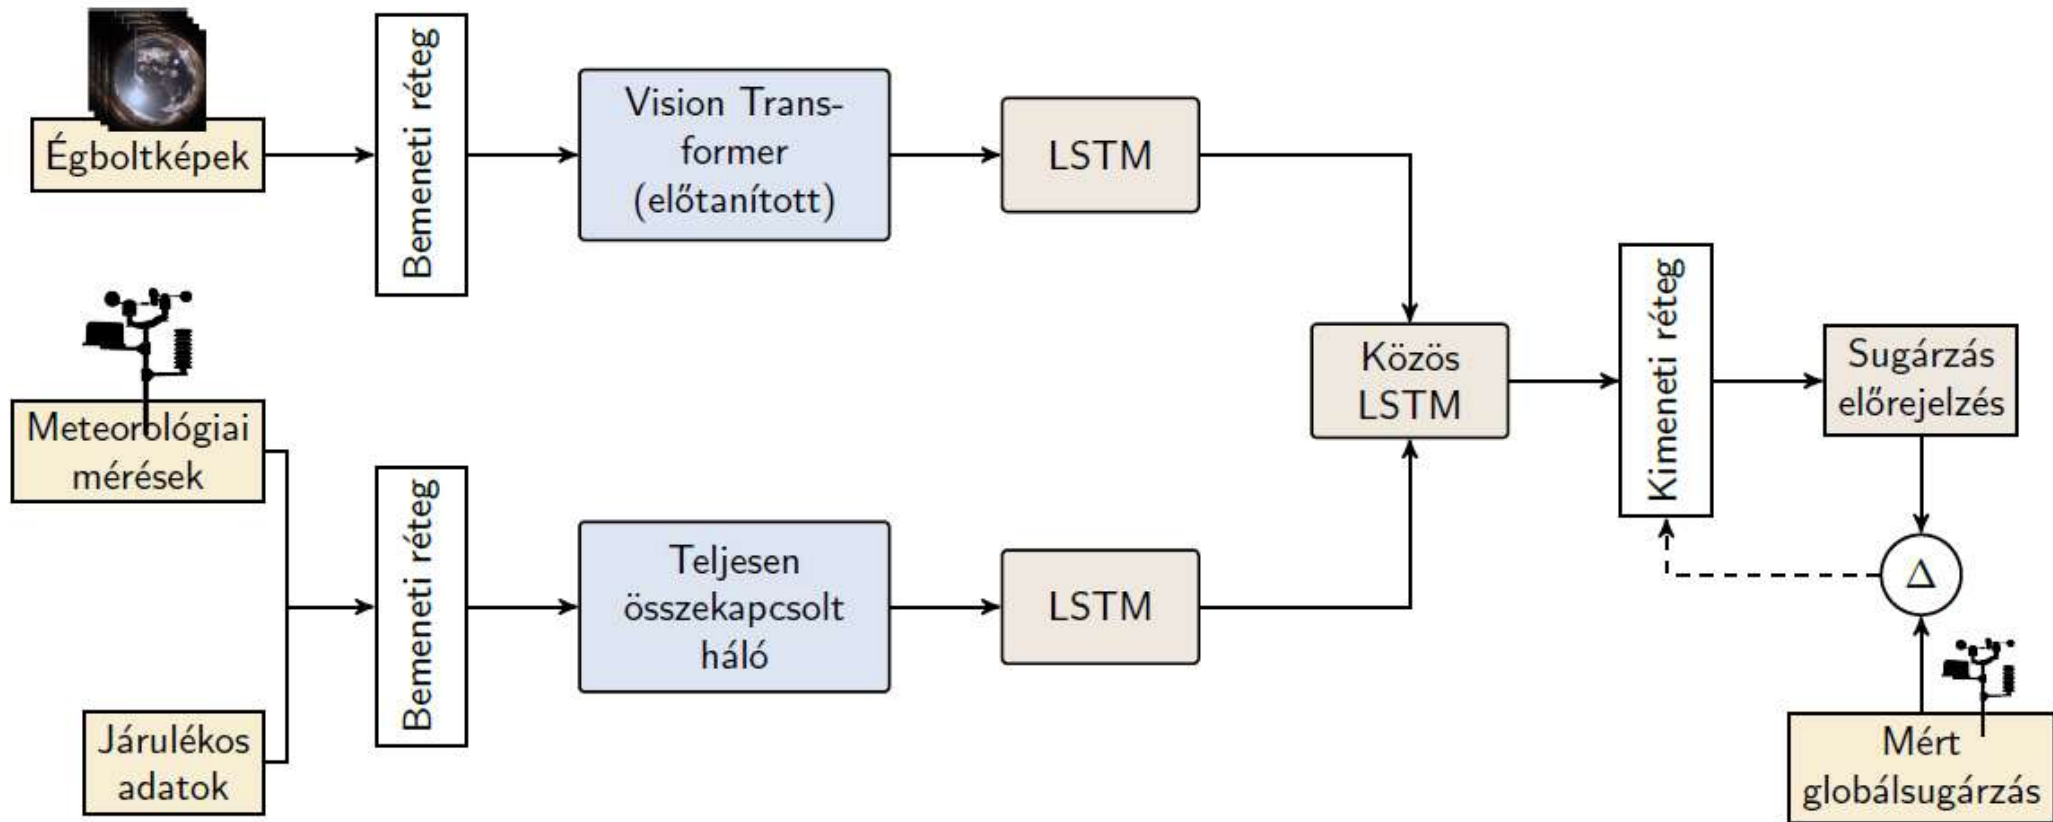 Égboltképek
Bemeneti réteg
Vision Trans-
former
(előtanított)
LSTM
Meteorológiai
mérések
Járulékos
adatok
Bemeneti réteg
Teljesen
összekapcsolt
háló
LSTM
Közös
LSTM
Kimeneti réteg
Sugárzás
előrejelzés
Δ
Mért
globálsugárzás